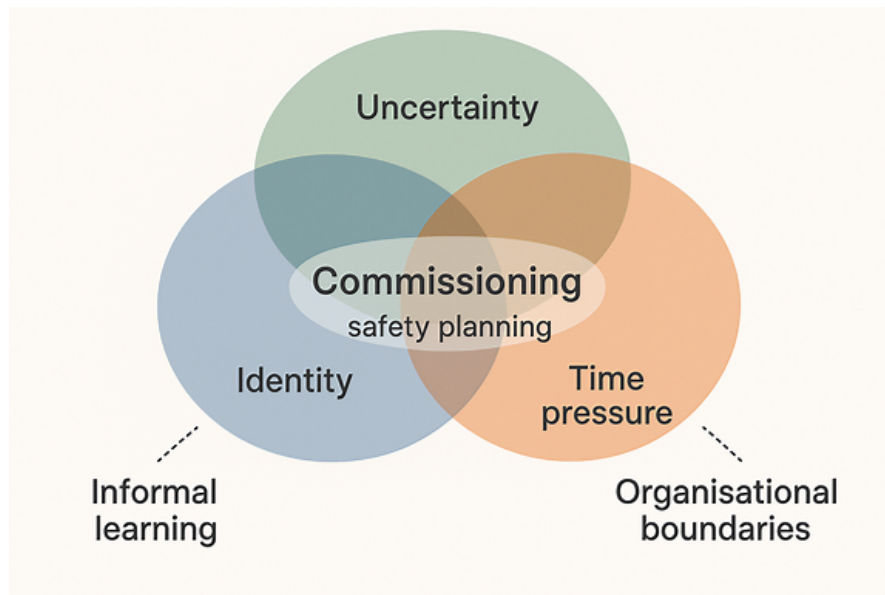 Uncertainty
Commissioning
safety planning
Identity
Time
pressure
Informal
learning
Organisational
boundaries